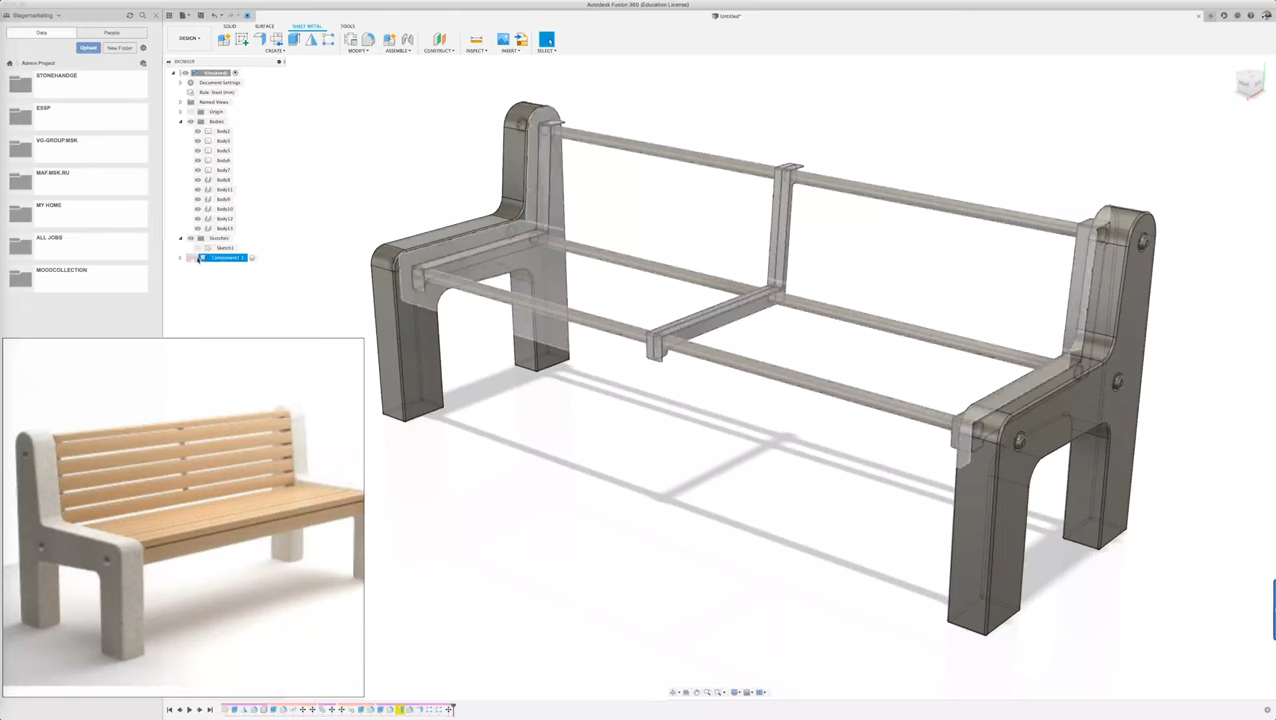 Autodesk Fusion 360 (Education License)
Stagemarketing
Untitled*
Data
People
Upload
New Folder
Admin Project
STONEHANDGE
ESSP
VG-GROUP.MSK
MAF.MSK.RU
MY HOME
ALL JOBS
MOODCOLLECTION
SOLID
SURFACE
SHEET METAL
TOOLS
DESIGN
CREATE
MODIFY
ASSEMBLE
CONSTRUCT
INSPECT
INSERT
SELECT
BROWSER
(Unsaved)
Document Settings
Rule: Steel (mm)
Named Views
Origin
Bodies
Body2
Body3
Body5
Body6
Body7
Body8
Body11
Body9
Body10
Body12
Body13
Sketches
Sketch1
Component1